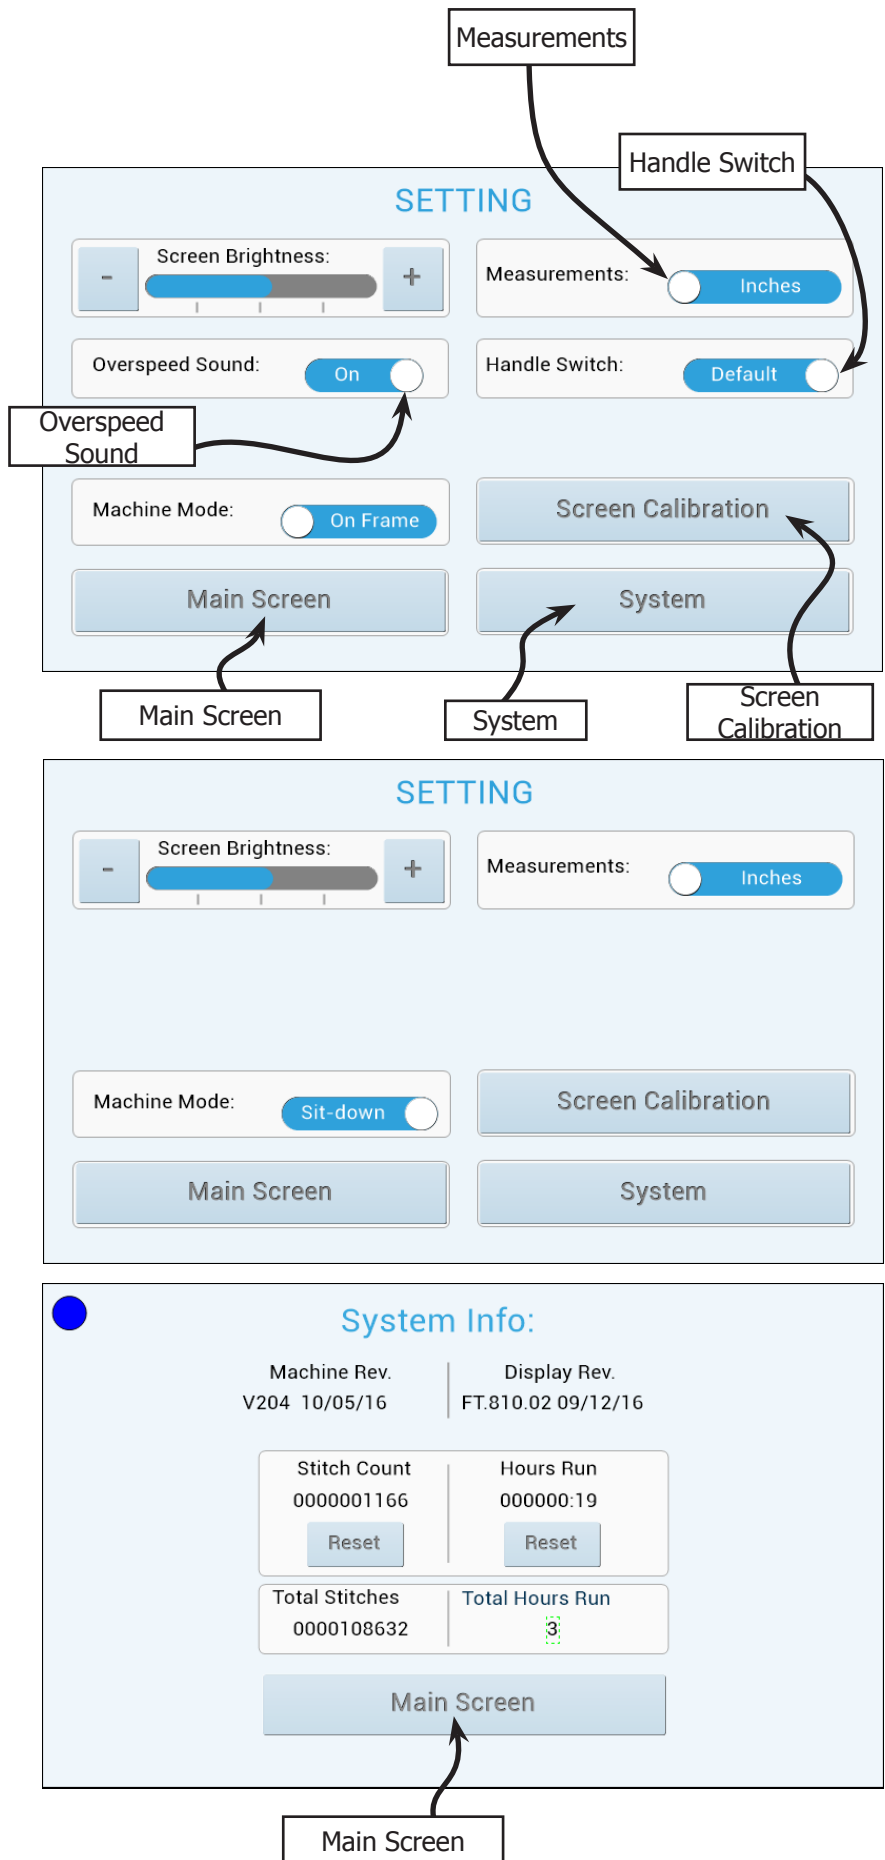 Measurements
Handle Switch
SETTING
Screen Brightness:
- +
Measurements:
Inches
Overspeed Sound:
On
Handle Switch:
Default
Overspeed
Sound
Machine Mode:
On Frame
Screen Calibration
Main Screen
System
Main Screen
System
Screen
Calibration
SETTING
Screen Brightness:
- +
Measurements:
Inches
Machine Mode:
Sit-down
Screen Calibration
Main Screen
System
System Info:
Machine Rev.
V204 10/05/16
Display Rev.
FT.810.02 09/12/16
Stitch Count
0000001166
Reset
Hours Run
000000:19
Reset
Total Stitches
0000108632
Total Hours Run
3
Main Screen
Main Screen